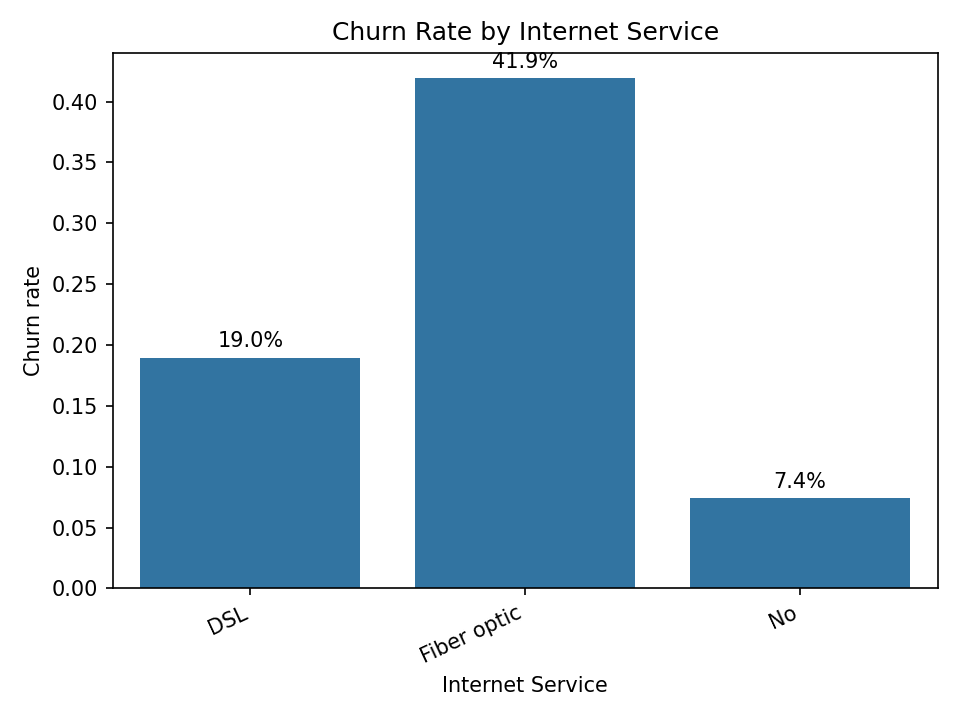 Churn Rate by Internet Service
41.9%
0.40
0.35
0.30
0.25
0.20
0.15
0.10
0.05
0.00
Churn rate
19.0%
7.4%
DSL
Fiber optic
No
Internet Service